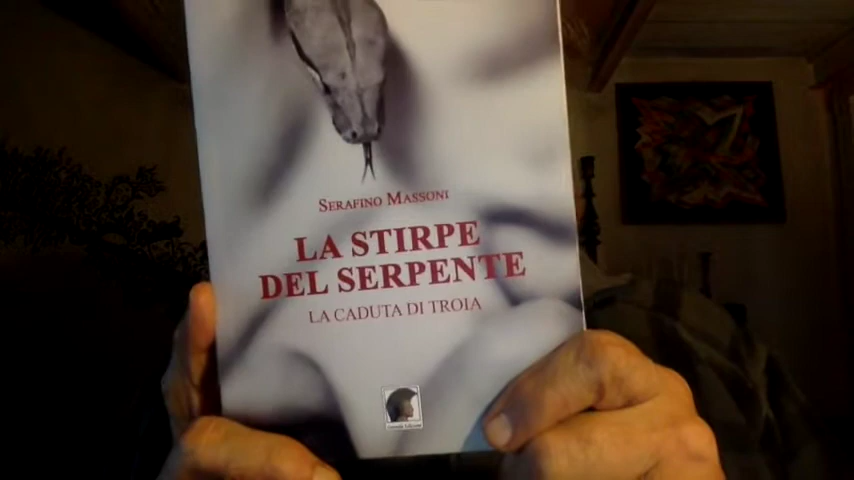 SERAFINO MASSONI
LA STIRPE
DEL SERPENTE
LA CADUTA DI TROIA